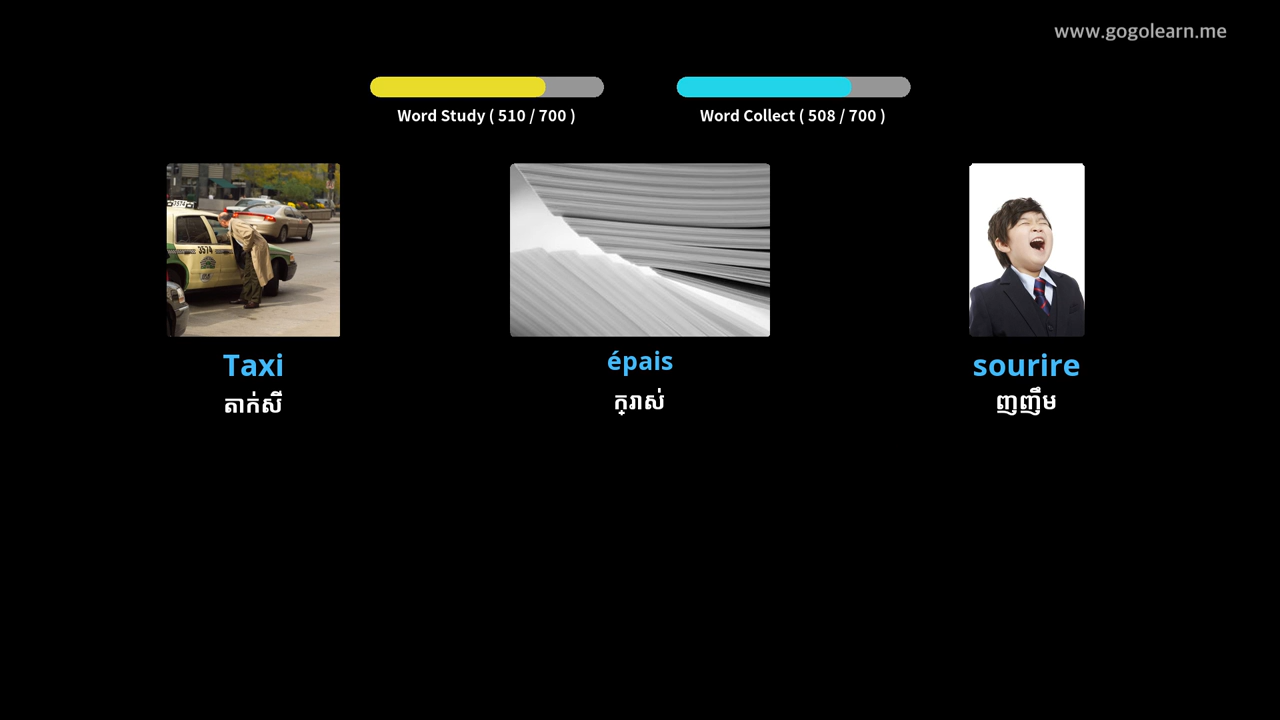 www.gogolearn.me
Word Study ( 510 / 700 )
Word Collect ( 508 / 700 )
3574
Taxi
តាក់ស៊ី
épais
ក្រាស់
sourire
ញញឹម